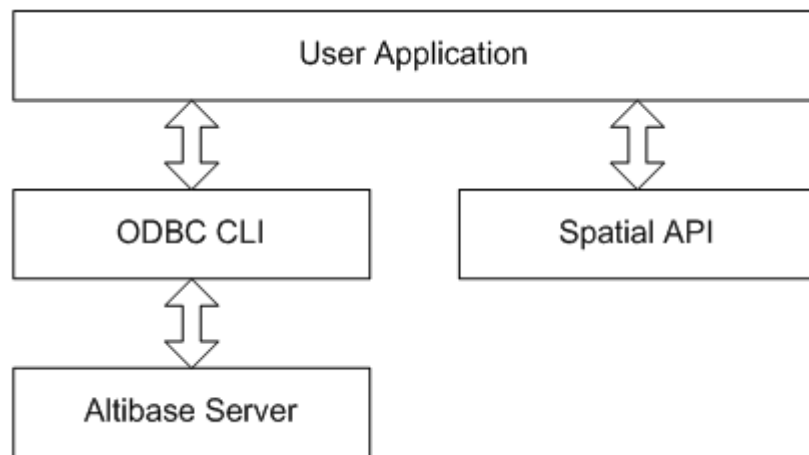 User Application
ODBC CLI
Spatial API
Altibase Server